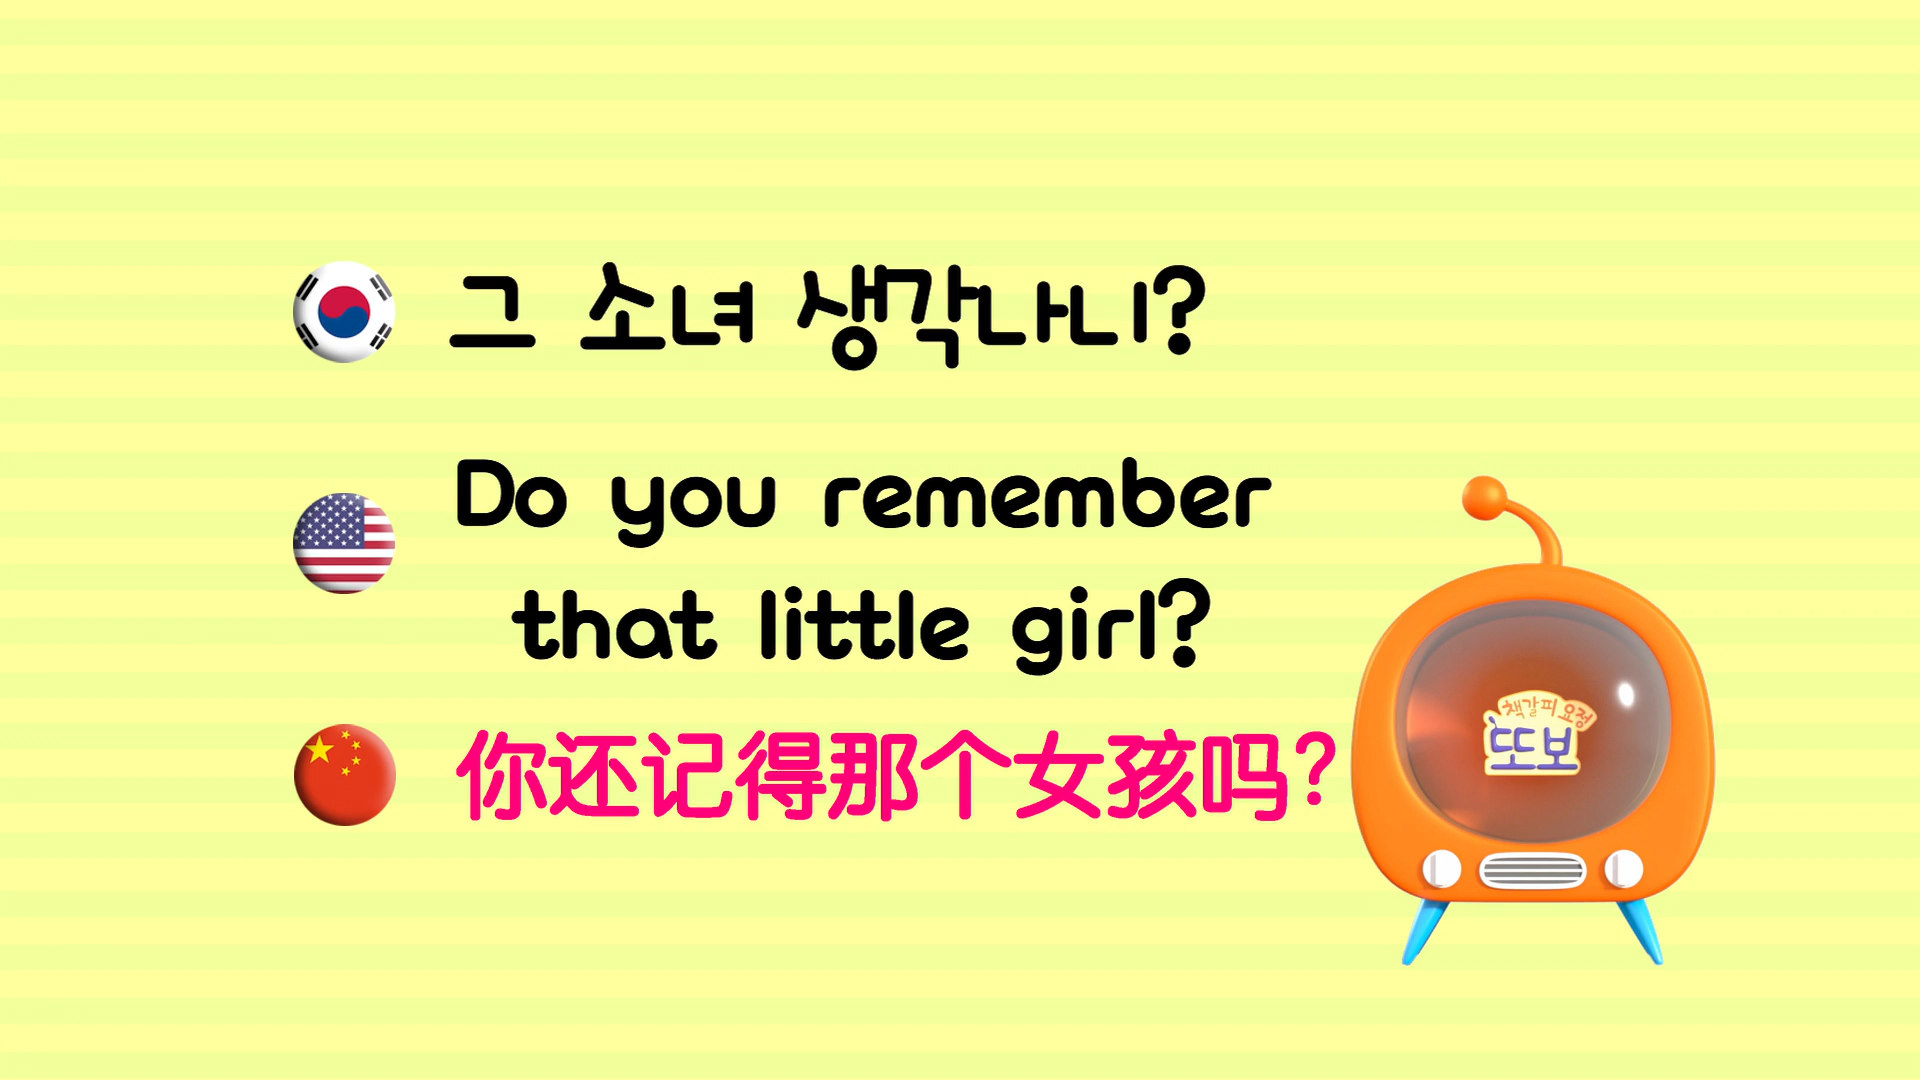 그 소녀 생각나니?
Do you remember
that little girl?
你还记得那个女孩吗?
책갈피 요정
또보